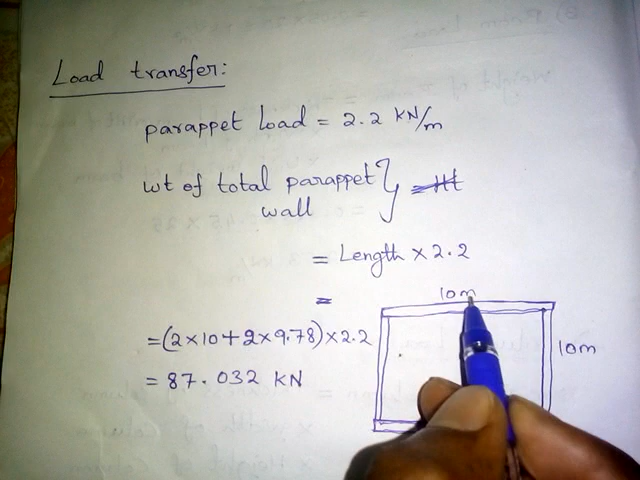 Load transfer:
parappet Load = 2.2 KN/m
wt of total parappet
wall
= Length × 2.2
=
10m
=(2×10+2×9.78)×2.2
10m
= 87.032 KN